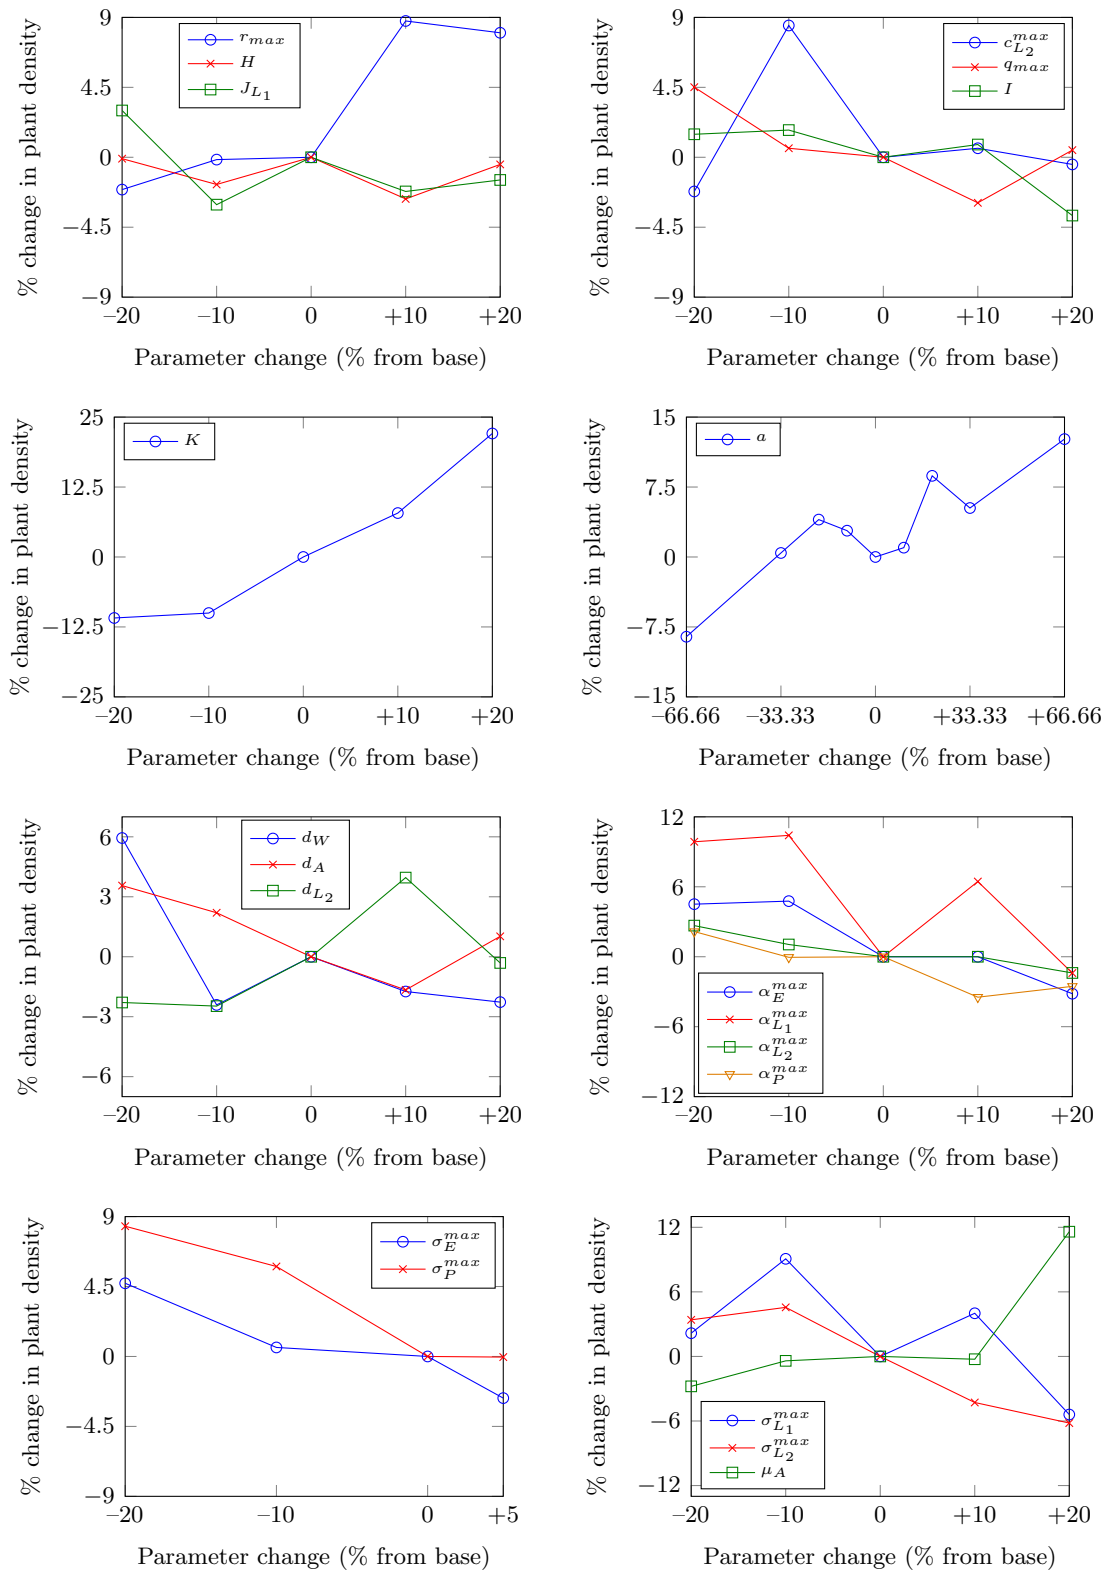 % change in plant density
9
4.5
0
−4.5
−9
r_max
H
J_L1
−20 −10 0 +10 +20
Parameter change (% from base)
% change in plant density
9
4.5
0
−4.5
−9
c_L2^max
q_max
I
−20 −10 0 +10 +20
Parameter change (% from base)
% change in plant density
25
12.5
0
−12.5
−25
K
−20 −10 0 +10 +20
Parameter change (% from base)
% change in plant density
15
7.5
0
−7.5
−15
a
−66.66 −33.33 0 +33.33 +66.66
Parameter change (% from base)
% change in plant density
6
3
0
−3
−6
d_W
d_A
d_L2
−20 −10 0 +10 +20
Parameter change (% from base)
% change in plant density
12
6
0
−6
−12
α_E^max
α_L1^max
α_L2^max
α_P^max
−20 −10 0 +10 +20
Parameter change (% from base)
% change in plant density
9
4.5
0
−4.5
−9
σ_E^max
σ_P^max
−20 −10 0 +5
Parameter change (% from base)
% change in plant density
12
6
0
−6
−12
σ_L1^max
σ_L2^max
μ_A
−20 −10 0 +10 +20
Parameter change (% from base)